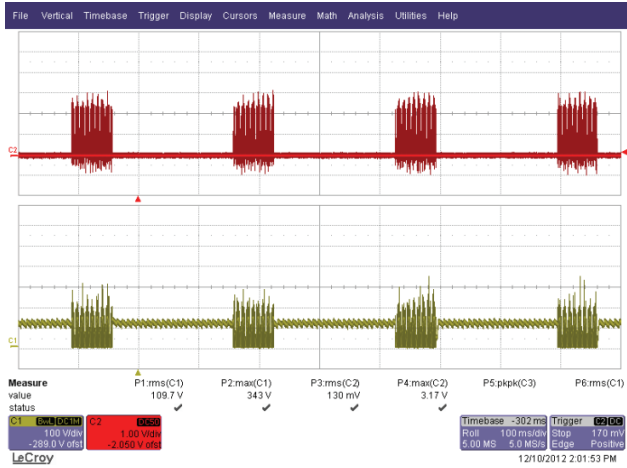 File Vertical Timebase Trigger Display Cursors Measure Math Analysis Utilities Help
C2
C1
Measure P1:rms(C1) P2:max(C1) P3:rms(C2) P4:max(C2) P5:pkpk(C3) P6:rms(C1)
value 109.7 V 343 V 130 mV 3.17 V
status
C1 BwL DC1M
100 V/div
-289.0 V ofst
C2 DC50
1.00 V/div
-2.050 V ofst
Timebase -302 ms
Roll 100 ms/div
5.00 MS 5.0 MS/s
Trigger C2 DC
Stop 170 mV
Edge Positive
LeCroy
12/10/2012 2:01:53 PM